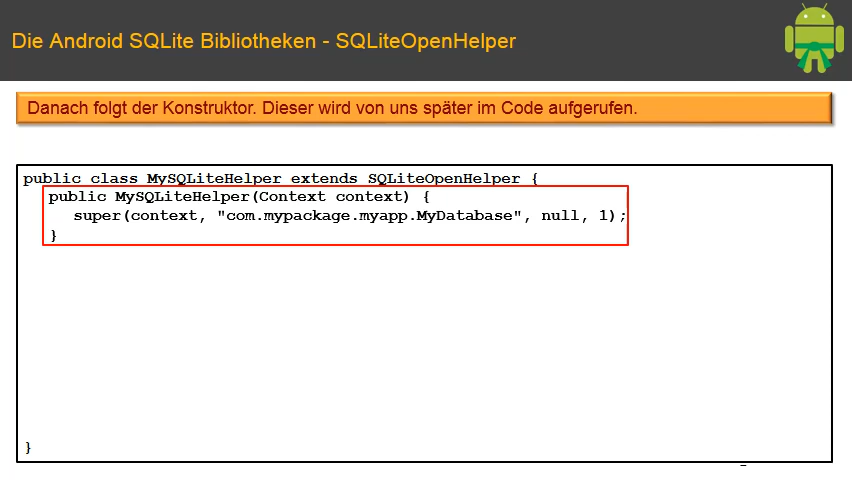 Die Android SQLite Bibliotheken - SQLiteOpenHelper
Danach folgt der Konstruktor. Dieser wird von uns später im Code aufgerufen.
public class MySQLiteHelper extends SQLiteOpenHelper {
public MySQLiteHelper(Context context) {
super(context, "com.mypackage.myapp.MyDatabase", null, 1);
}
}